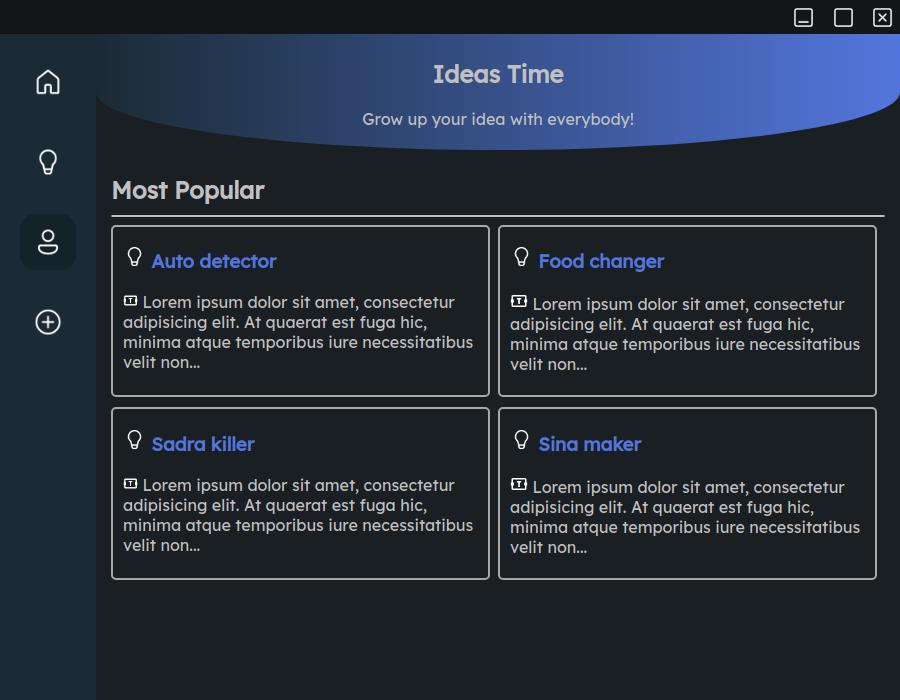 Ideas Time
Grow up your idea with everybody!
Most Popular
Auto detector
Lorem ipsum dolor sit amet, consectetur
adipisicing elit. At quaerat est fuga hic,
minima atque temporibus iure necessitatibus
velit non...
Food changer
Lorem ipsum dolor sit amet, consectetur
adipisicing elit. At quaerat est fuga hic,
minima atque temporibus iure necessitatibus
velit non...
Sadra killer
Lorem ipsum dolor sit amet, consectetur
adipisicing elit. At quaerat est fuga hic,
minima atque temporibus iure necessitatibus
velit non...
Sina maker
Lorem ipsum dolor sit amet, consectetur
adipisicing elit. At quaerat est fuga hic,
minima atque temporibus iure necessitatibus
velit non...